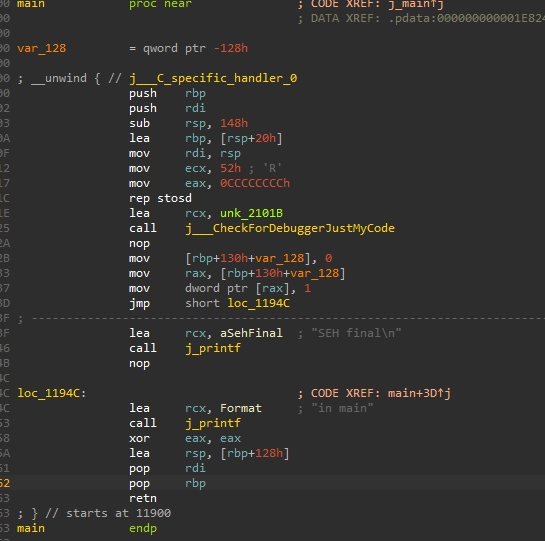 00 main proc near ; CODE XREF: j_main↑j
00 ; DATA XREF: .pdata:000000000001E824
00
00 var_128 = qword ptr -128h
00
00 ; __unwind { // j___C_specific_handler_0
00 push rbp
02 push rdi
03 sub rsp, 148h
0A lea rbp, [rsp+20h]
0F mov rdi, rsp
12 mov ecx, 52h ; 'R'
17 mov eax, 0CCCCCCCCh
1C rep stosd
1E lea rcx, unk_2101B
25 call j___CheckForDebuggerJustMyCode
2A nop
2B mov [rbp+130h+var_128], 0
33 mov rax, [rbp+130h+var_128]
37 mov dword ptr [rax], 1
3D jmp short loc_1194C
3F ; ---------------------------------------------------------------------------
3F lea rcx, aSehFinal ; "SEH final\n"
46 call j_printf
4B nop
4C
4C loc_1194C: ; CODE XREF: main+3D↑j
4C lea rcx, Format ; "in main"
53 call j_printf
58 xor eax, eax
5A lea rsp, [rbp+128h]
61 pop rdi
62 pop rbp
63 retn
63 ; } // starts at 11900
63 main endp
63